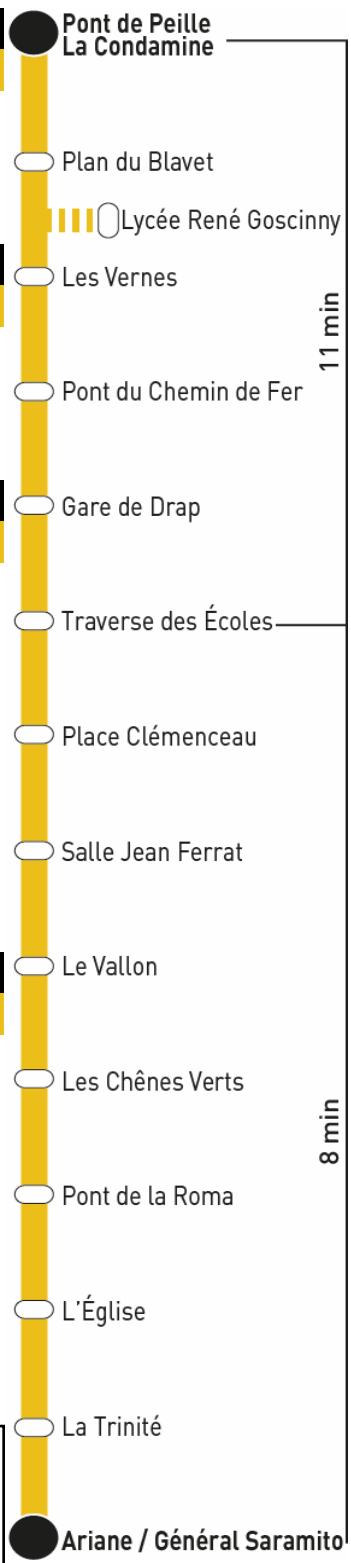 Pont de Peille
La Condamine
Plan du Blavet
Lycée René Goscinny
Les Vernes
11 min
Pont du Chemin de Fer
Gare de Drap
Traverse des Écoles
Place Clémenceau
Salle Jean Ferrat
Le Vallon
Les Chênes Verts
8 min
Pont de la Roma
L'Église
La Trinité
Ariane / Général Saramito